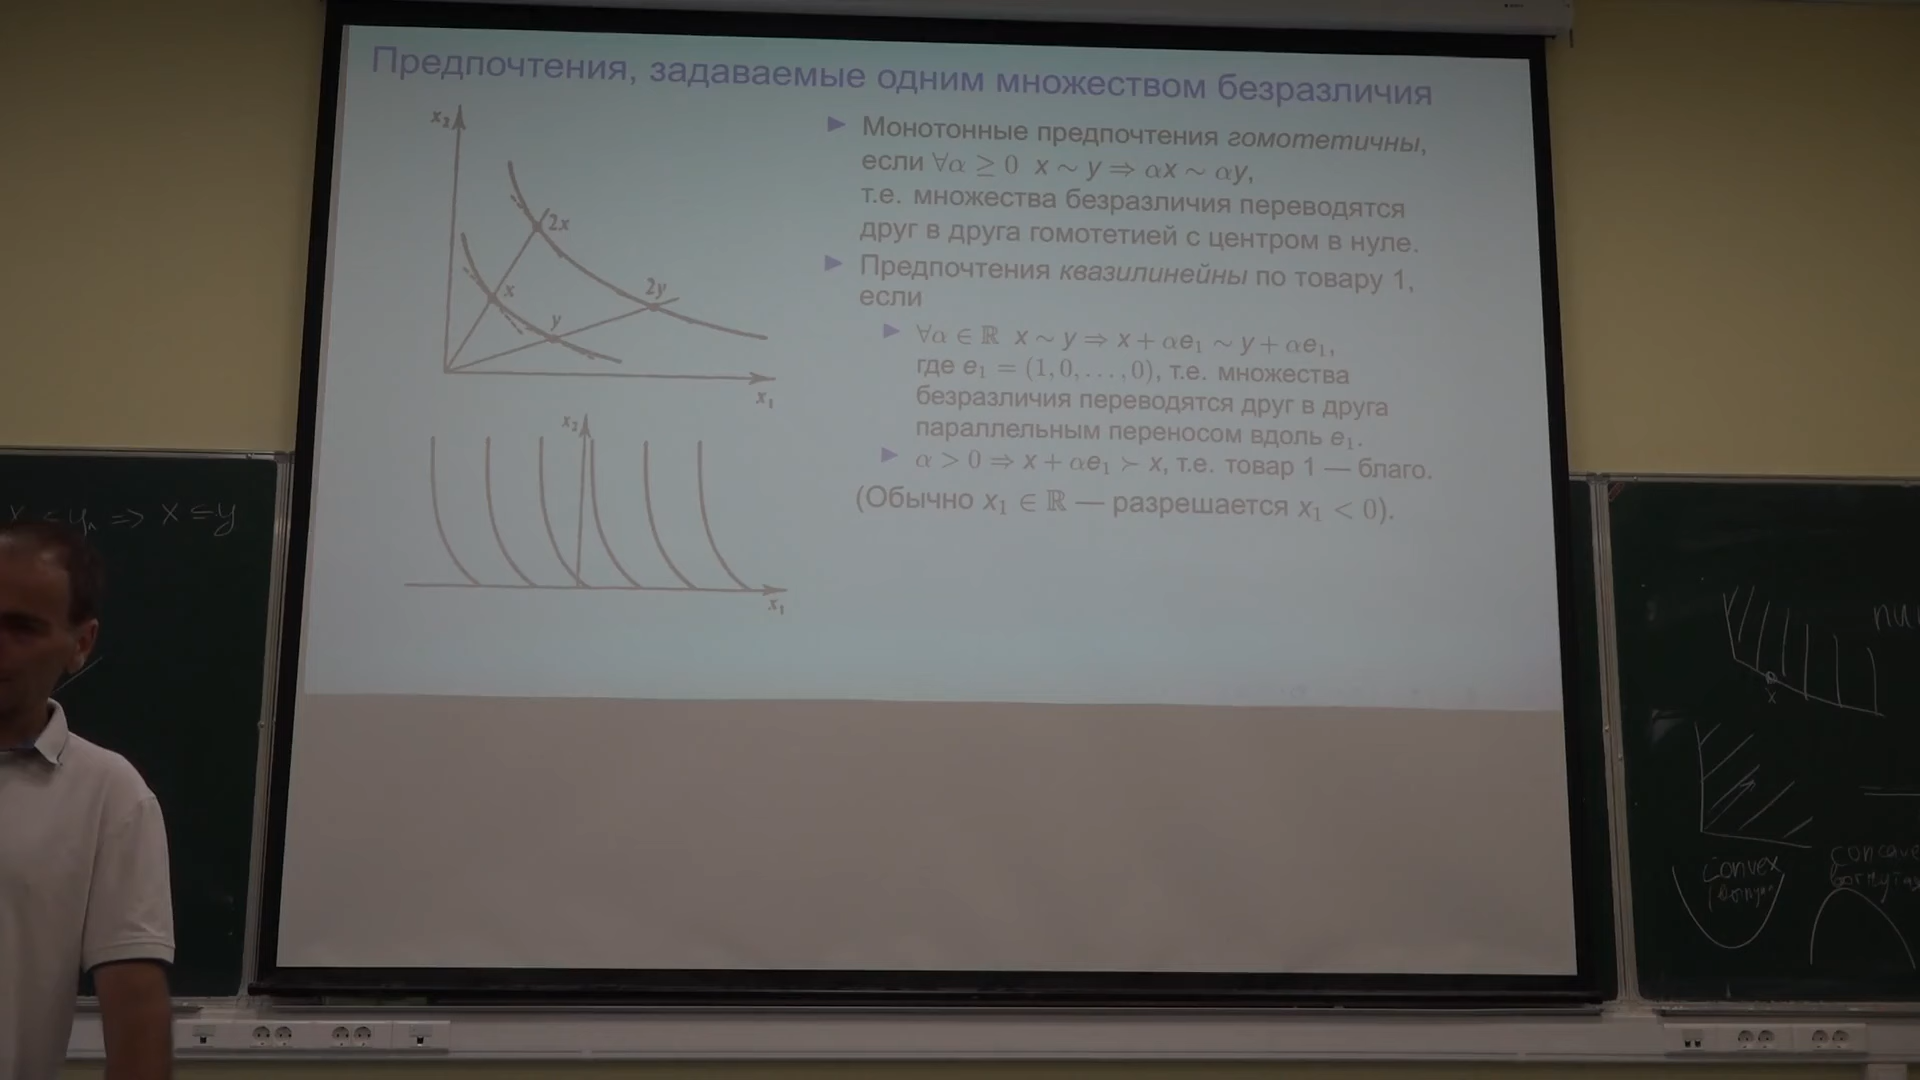 Предпочтения, задаваемые одним множеством безразличия
► Монотонные предпочтения гомотетичны,
если ∀α ≥ 0 x ∼ y ⇒ αx ∼ αy,
т.е. множества безразличия переводятся
друг в друга гомотетией с центром в нуле.
► Предпочтения квазилинейны по товару 1,
если
► ∀α ∈ ℝ x ∼ y ⇒ x + αe₁ ∼ y + αe₁,
где e₁ = (1, 0, …, 0), т.е. множества
безразличия переводятся друг в друга
параллельным переносом вдоль e₁.
► α > 0 ⇒ x + αe₁ ≻ x, т.е. товар 1 — благо.
(Обычно x₁ ∈ ℝ — разрешается x₁ < 0).
x₂
2x
2y
x
y
x₁
x₂
x₁
⇒ x ≤ y
x
convex
concave